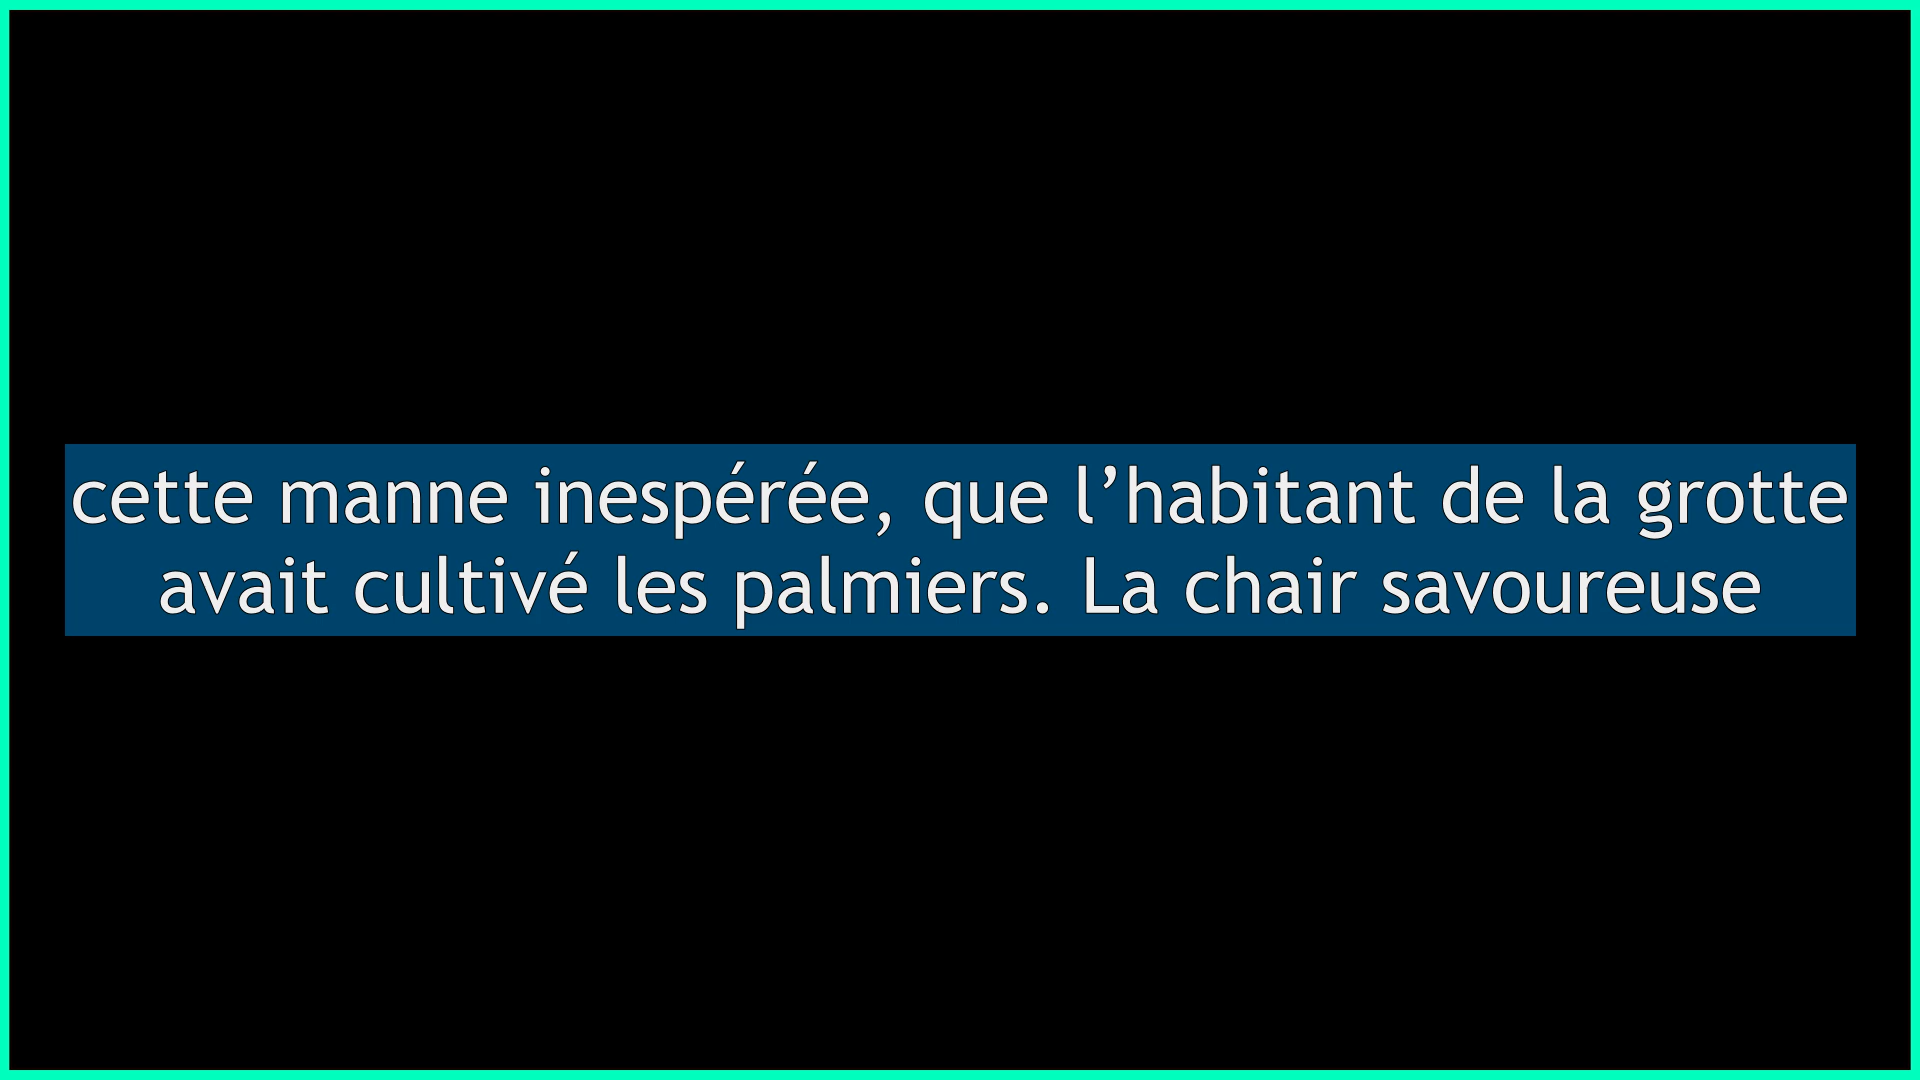 cette manne inespérée, que l’habitant de la grotte
avait cultivé les palmiers. La chair savoureuse